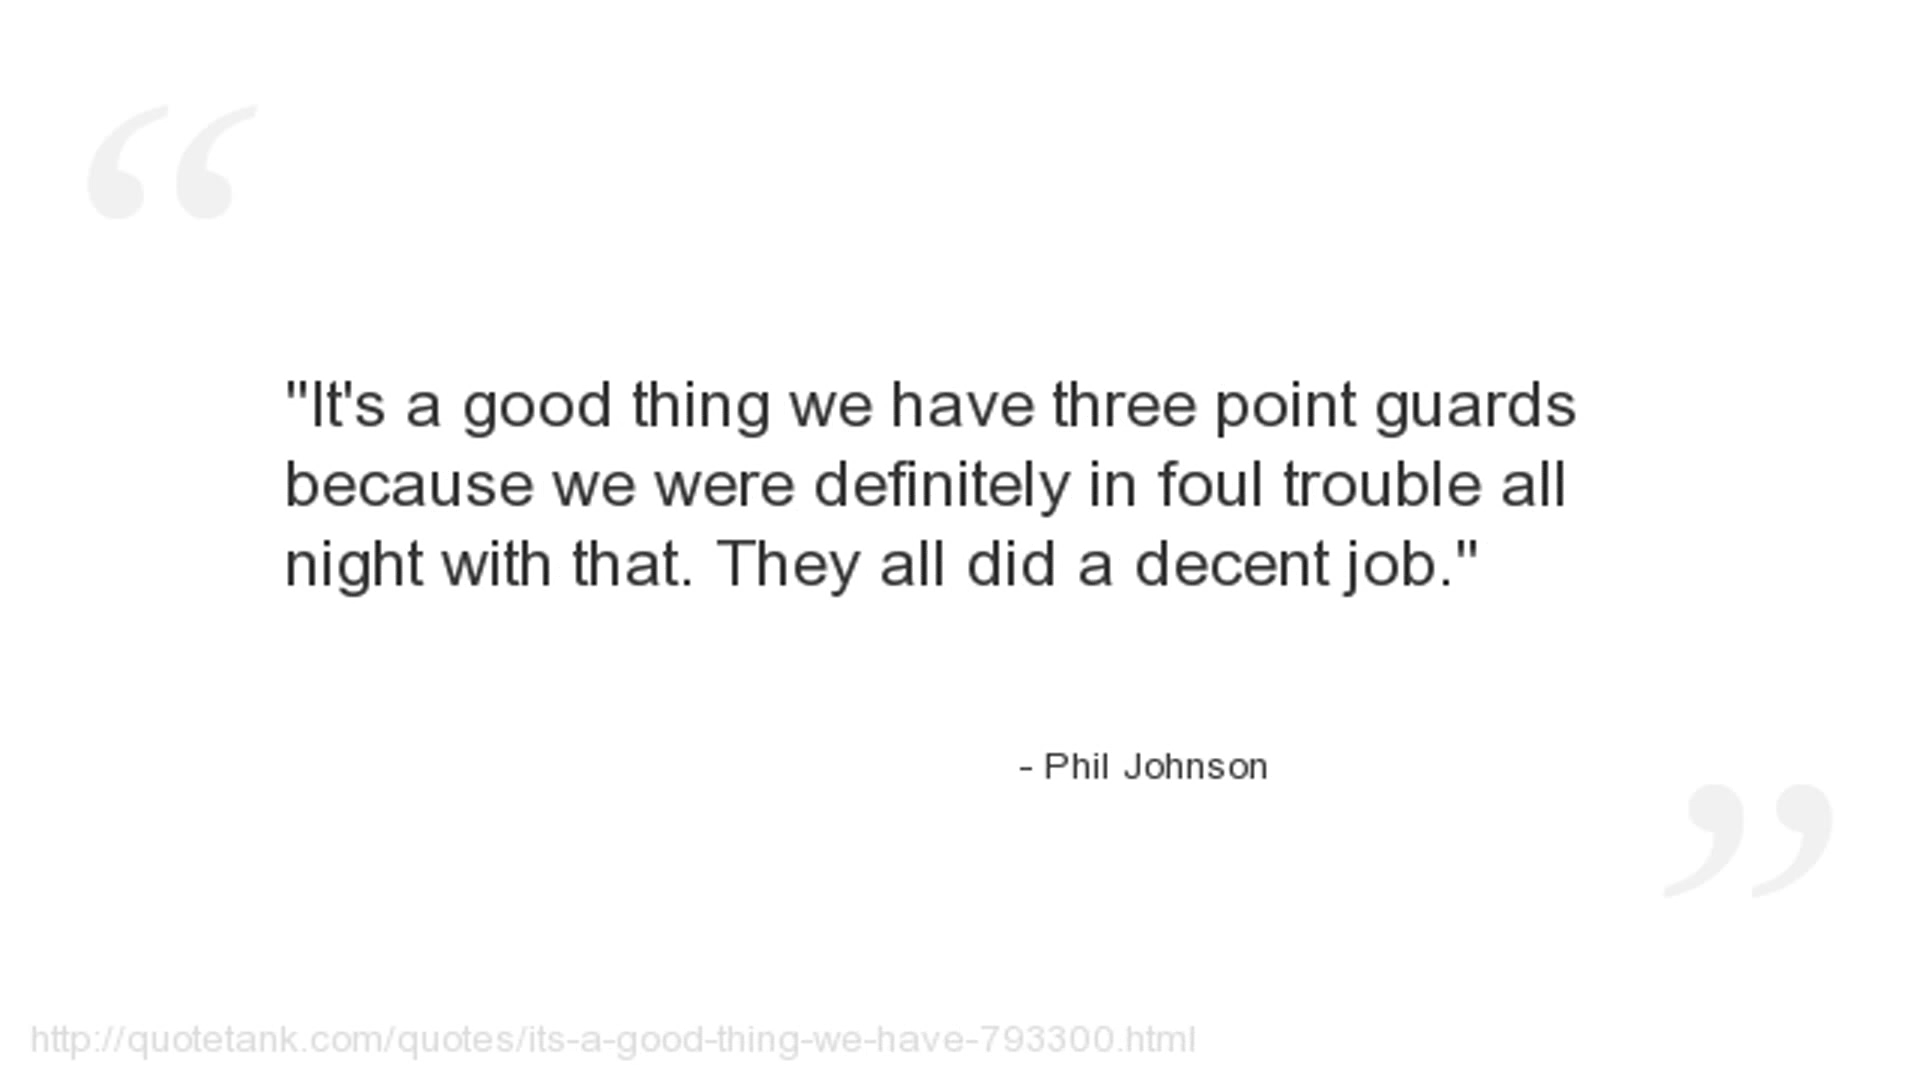 "It's a good thing we have three point guards
because we were definitely in foul trouble all
night with that. They all did a decent job."
- Phil Johnson
http://quotetank.com/quotes/its-a-good-thing-we-have-793300.html